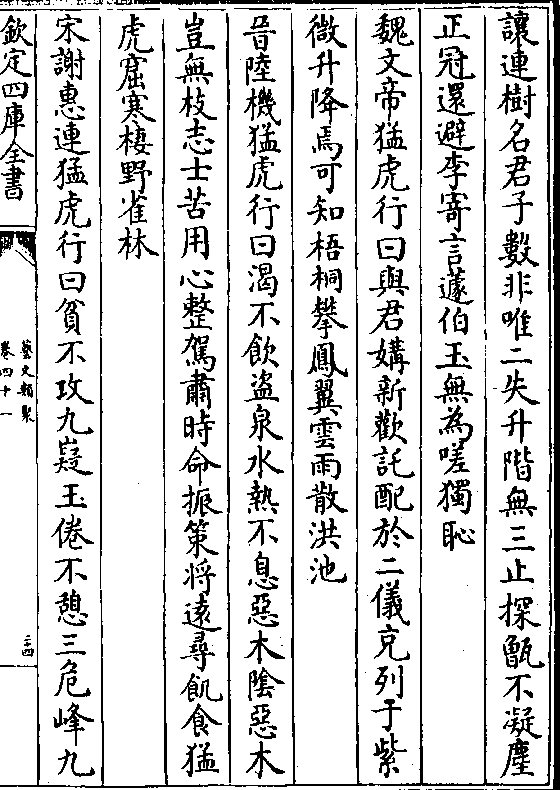 讓連樹名君子數非唯二失升階無三止探甑不凝塵
正冠還避李寄言蘧伯玉無為嗟獨恥
魏文帝猛虎行曰與君媾新歡託配於二儀充列于紫
微升降焉可知梧桐攀鳳翼雲雨散洪池
晉陸機猛虎行曰渴不飲盜泉水熱不息惡木隂惡木
豈無枝志士苦用心整駕肅時命振策將逺尋飢食猛
虎窟寒棲野雀林
宋謝惠連猛虎行曰貧不攻九嶷玉倦不憩三危峰九
欽定四庫全書
藝文類聚
卷四十一
二十四